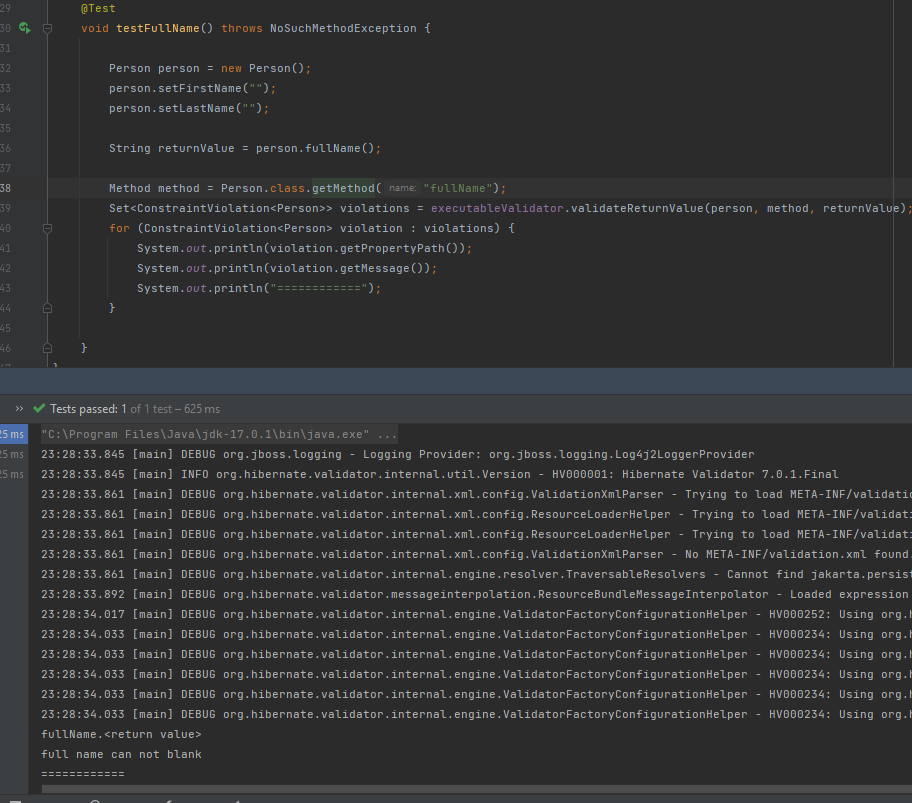 29 @Test
30 void testFullName() throws NoSuchMethodException {
31
32 Person person = new Person();
33 person.setFirstName("");
34 person.setLastName("");
35
36 String returnValue = person.fullName();
37
38 Method method = Person.class.getMethod( name: "fullName");
39 Set<ConstraintViolation<Person>> violations = executableValidator.validateReturnValue(person, method, returnValue);
40 for (ConstraintViolation<Person> violation : violations) {
41 System.out.println(violation.getPropertyPath());
42 System.out.println(violation.getMessage());
43 System.out.println("============");
44 }
45
46 }
>> Tests passed: 1 of 1 test – 625 ms
25 ms "C:\Program Files\Java\jdk-17.0.1\bin\java.exe" ...
25 ms 23:28:33.845 [main] DEBUG org.jboss.logging - Logging Provider: org.jboss.logging.Log4j2LoggerProvider
25 ms 23:28:33.845 [main] INFO org.hibernate.validator.internal.util.Version - HV000001: Hibernate Validator 7.0.1.Final
23:28:33.861 [main] DEBUG org.hibernate.validator.internal.xml.config.ValidationXmlParser - Trying to load META-INF/validatio
23:28:33.861 [main] DEBUG org.hibernate.validator.internal.xml.config.ResourceLoaderHelper - Trying to load META-INF/validati
23:28:33.861 [main] DEBUG org.hibernate.validator.internal.xml.config.ResourceLoaderHelper - Trying to load META-INF/validati
23:28:33.861 [main] DEBUG org.hibernate.validator.internal.xml.config.ValidationXmlParser - No META-INF/validation.xml found.
23:28:33.861 [main] DEBUG org.hibernate.validator.internal.engine.resolver.TraversableResolvers - Cannot find jakarta.persist
23:28:33.892 [main] DEBUG org.hibernate.validator.messageinterpolation.ResourceBundleMessageInterpolator - Loaded expression
23:28:34.017 [main] DEBUG org.hibernate.validator.internal.engine.ValidatorFactoryConfigurationHelper - HV000252: Using org.h
23:28:34.033 [main] DEBUG org.hibernate.validator.internal.engine.ValidatorFactoryConfigurationHelper - HV000234: Using org.h
23:28:34.033 [main] DEBUG org.hibernate.validator.internal.engine.ValidatorFactoryConfigurationHelper - HV000234: Using org.h
23:28:34.033 [main] DEBUG org.hibernate.validator.internal.engine.ValidatorFactoryConfigurationHelper - HV000234: Using org.h
23:28:34.033 [main] DEBUG org.hibernate.validator.internal.engine.ValidatorFactoryConfigurationHelper - HV000234: Using org.h
23:28:34.033 [main] DEBUG org.hibernate.validator.internal.engine.ValidatorFactoryConfigurationHelper - HV000234: Using org.h
fullName.<return value>
full name can not blank
============